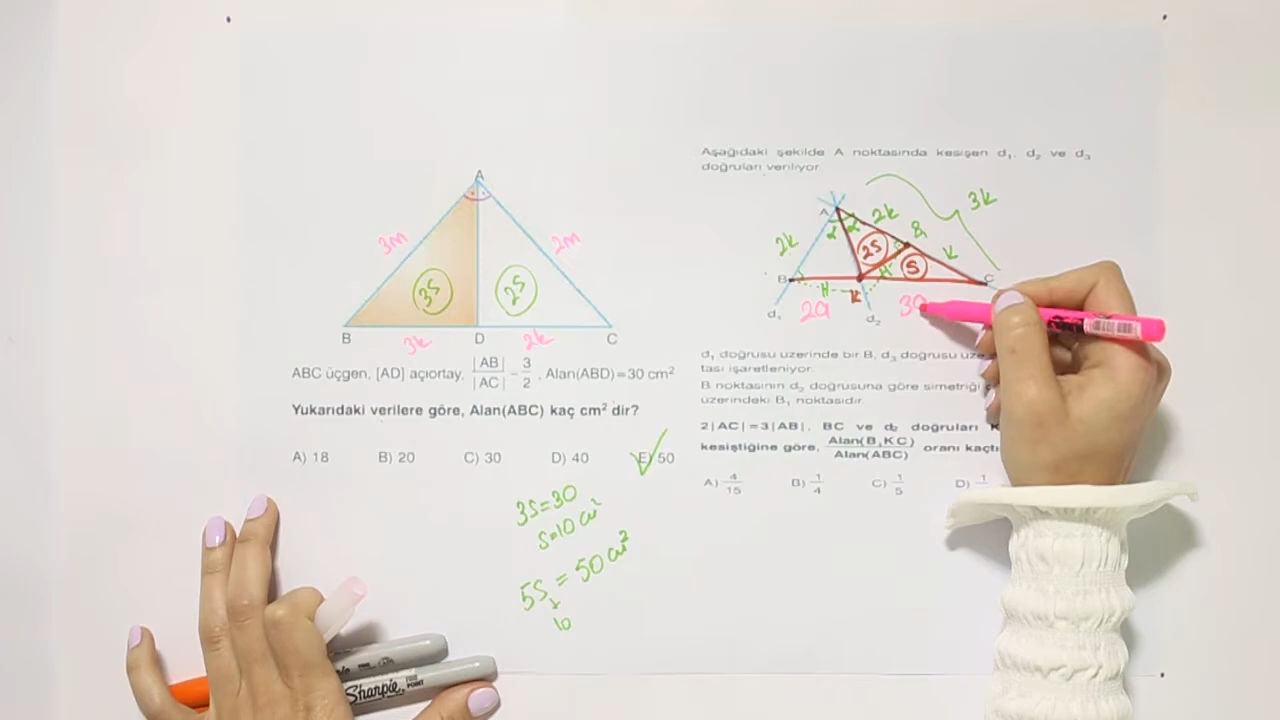 A
3m
2m
3S
2S
B
D
C
3k
2k
ABC üçgen, [AD] açıortay, |AB| / |AC| = 3 / 2 , Alan(ABD)=30 cm²
Yukarıdaki verilere göre, Alan(ABC) kaç cm² dir?
A) 18 B) 20 C) 30 D) 40 E) 50
3S=30
S=10 cm²
5S = 50 cm²
10
Aşağıdaki şekilde A noktasında kesişen d₁, d₂ ve d₃
doğruları veriliyor.
3k
A
2k
B₁
2k
α α
2S
k
S
H
B
C
H
K
2a
3a
d₁
d₂
d₁ doğrusu üzerinde bir B, d₃ doğrusu
tası işaretleniyor.
B noktasının d₂ doğrusuna göre simetriği
üzerindeki B₁ noktasıdır.
2|AC|=3|AB|, BC ve d₂ doğruları K
kesiştiğine göre, Alan(B₁KC) / Alan(ABC) oranı kaçtı
A) 4/15 B) 1/4 C) 1/5 D) 1
Sharpie
FINE POINT